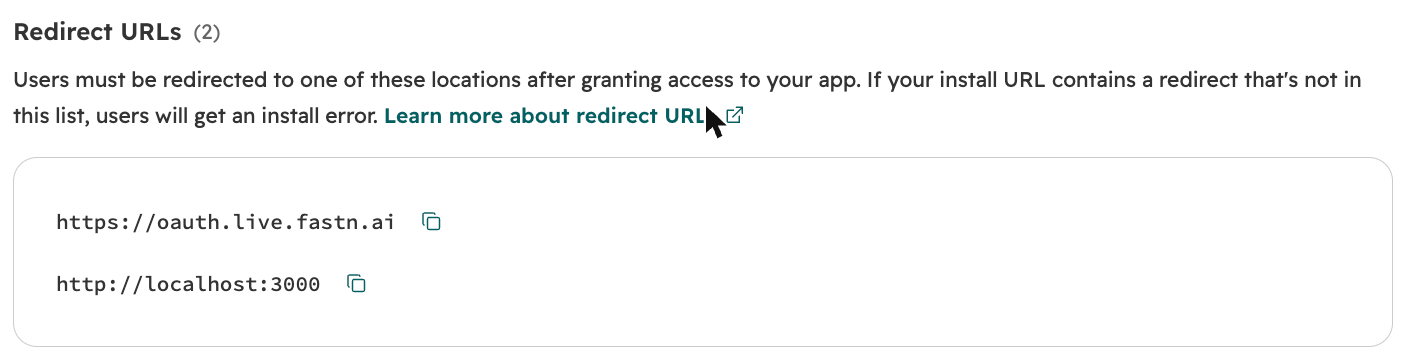 Redirect URLs (2)
Users must be redirected to one of these locations after granting access to your app. If your install URL contains a redirect that's not in
this list, users will get an install error. Learn more about redirect URL
https://oauth.live.fastn.ai
http://localhost:3000